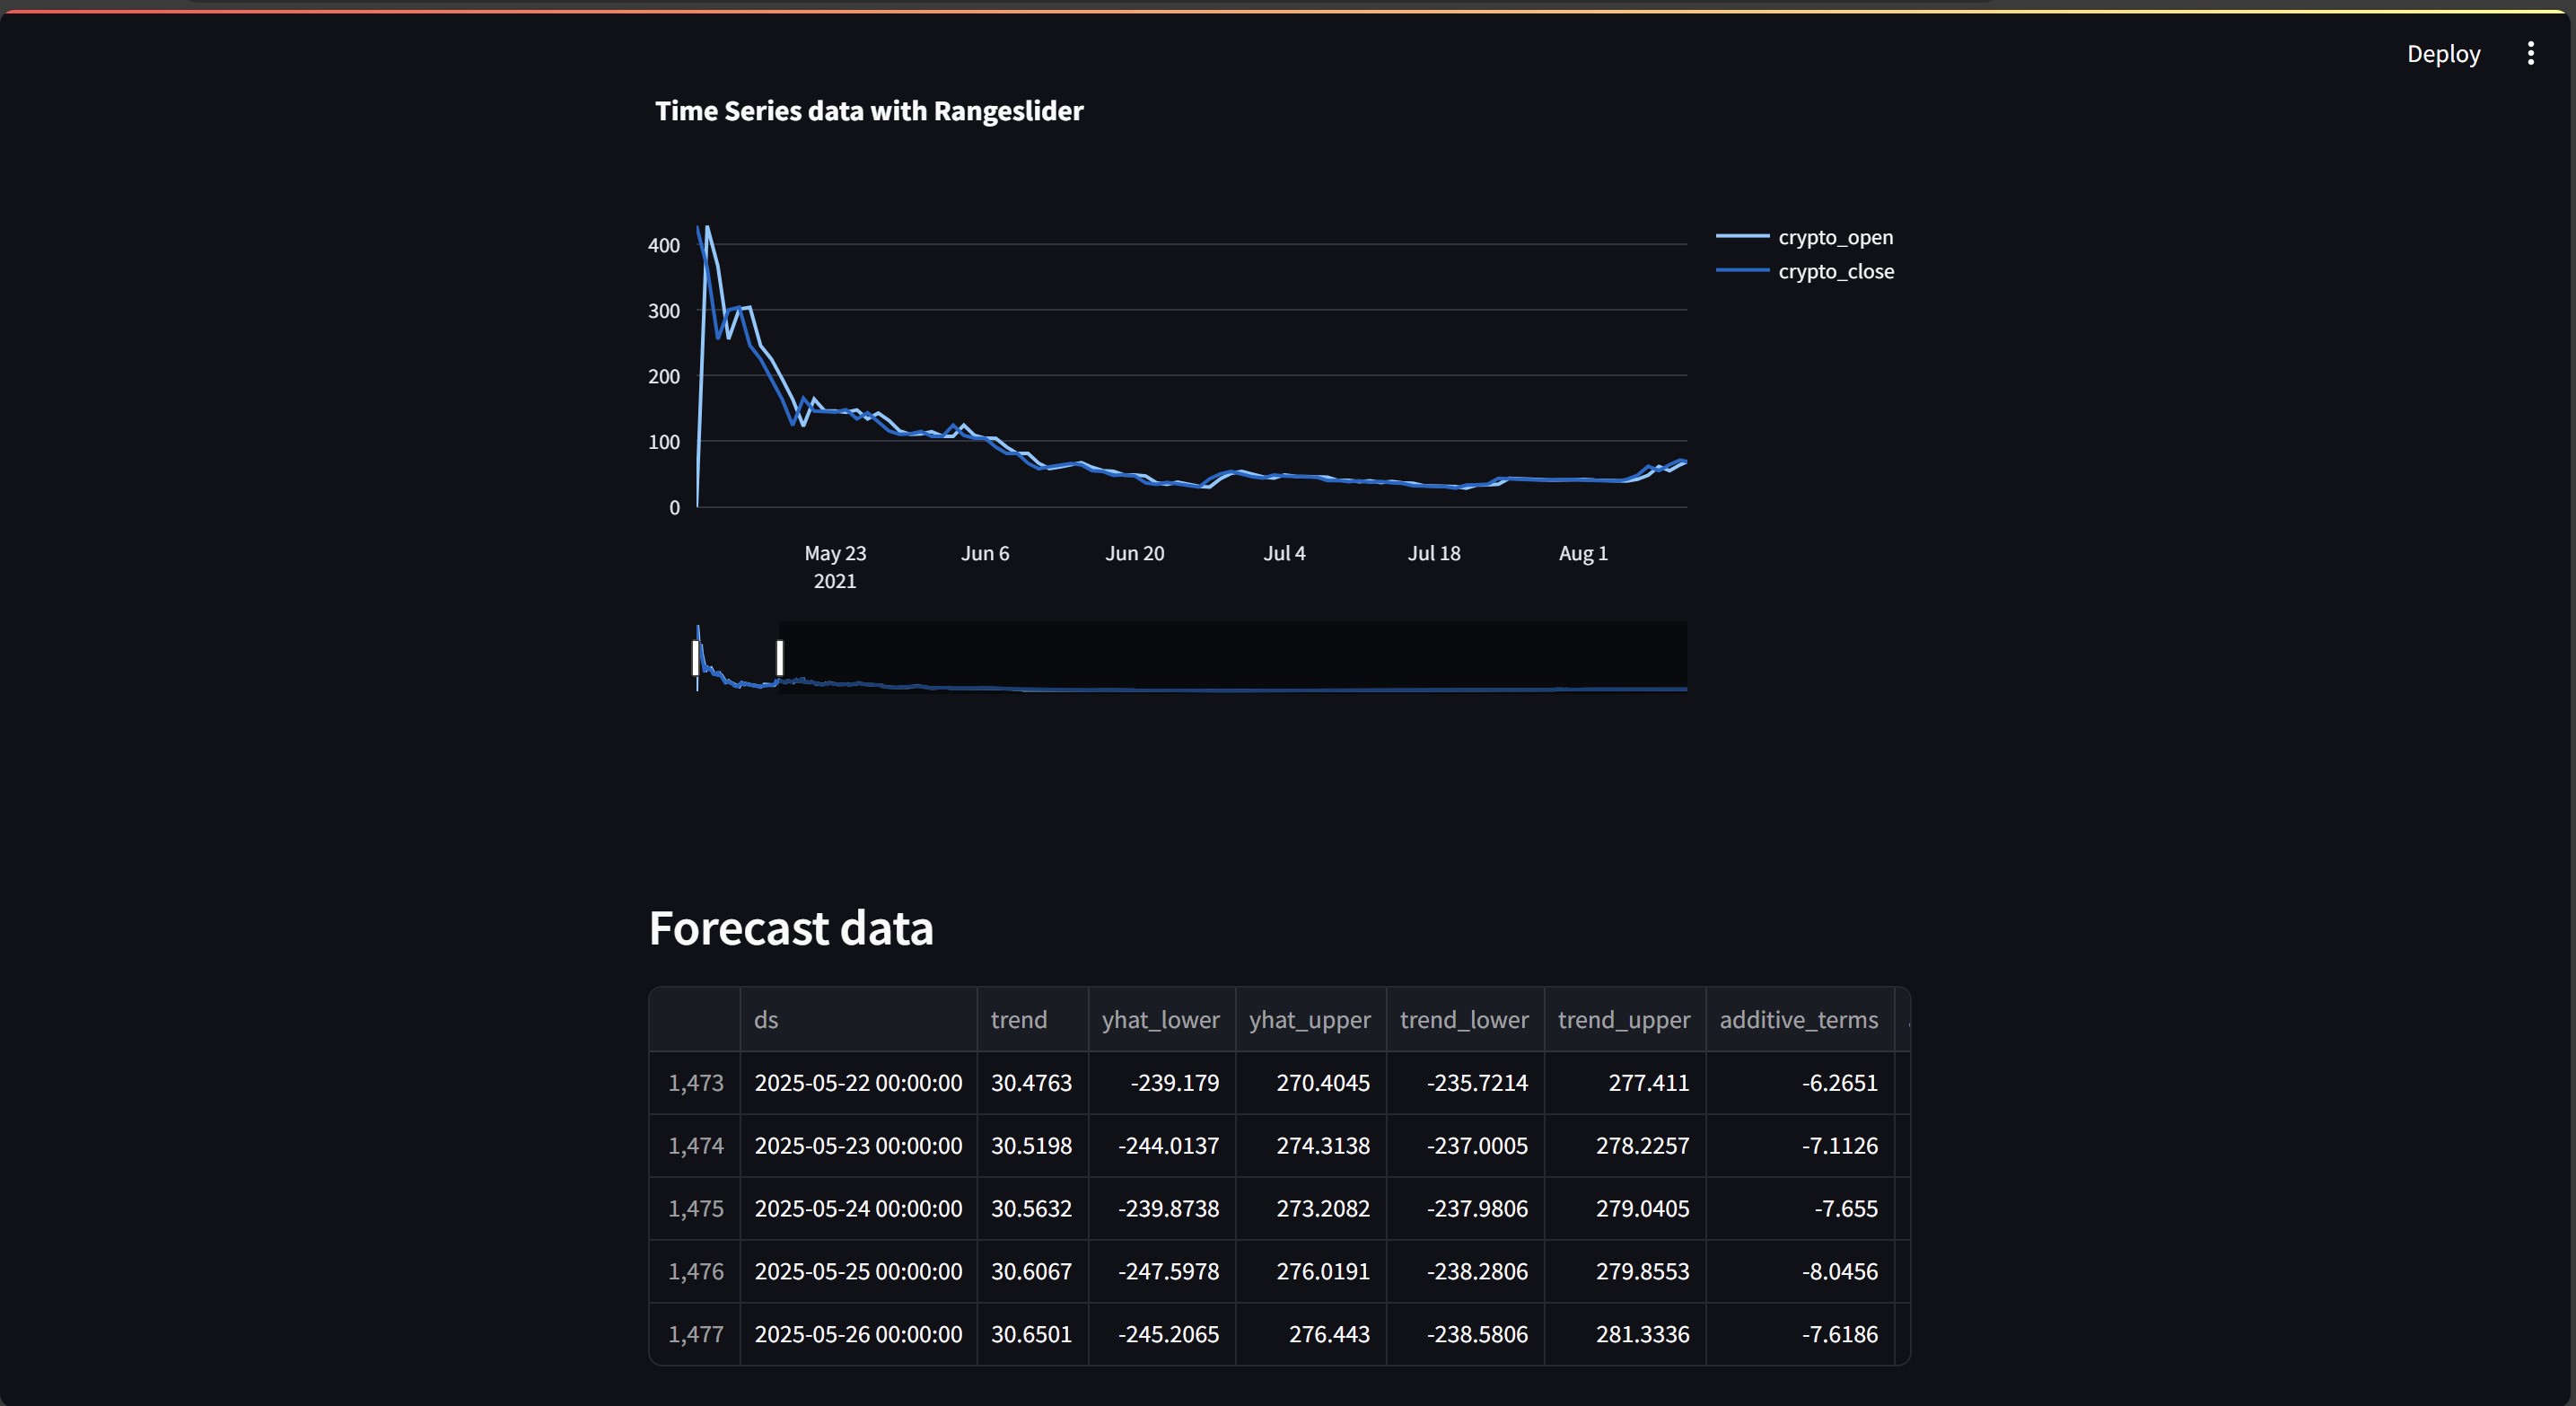 Deploy
Time Series data with Rangeslider
400
300
200
100
0
crypto_open
crypto_close
May 23 Jun 6 Jun 20 Jul 4 Jul 18 Aug 1
2021
Forecast data
ds trend yhat_lower yhat_upper trend_lower trend_upper additive_terms
1,473 2025-05-22 00:00:00 30.4763 -239.179 270.4045 -235.7214 277.411 -6.2651
1,474 2025-05-23 00:00:00 30.5198 -244.0137 274.3138 -237.0005 278.2257 -7.1126
1,475 2025-05-24 00:00:00 30.5632 -239.8738 273.2082 -237.9806 279.0405 -7.655
1,476 2025-05-25 00:00:00 30.6067 -247.5978 276.0191 -238.2806 279.8553 -8.0456
1,477 2025-05-26 00:00:00 30.6501 -245.2065 276.443 -238.5806 281.3336 -7.6186